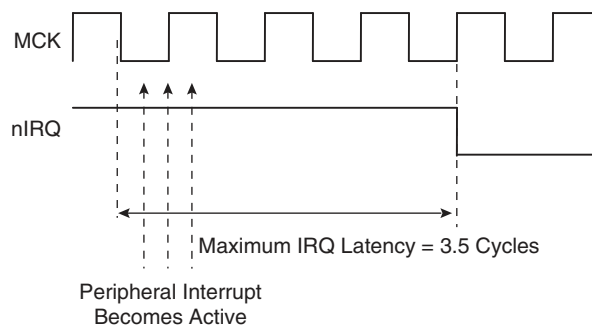 MCK
nIRQ
Maximum IRQ Latency = 3.5 Cycles
Peripheral Interrupt
Becomes Active